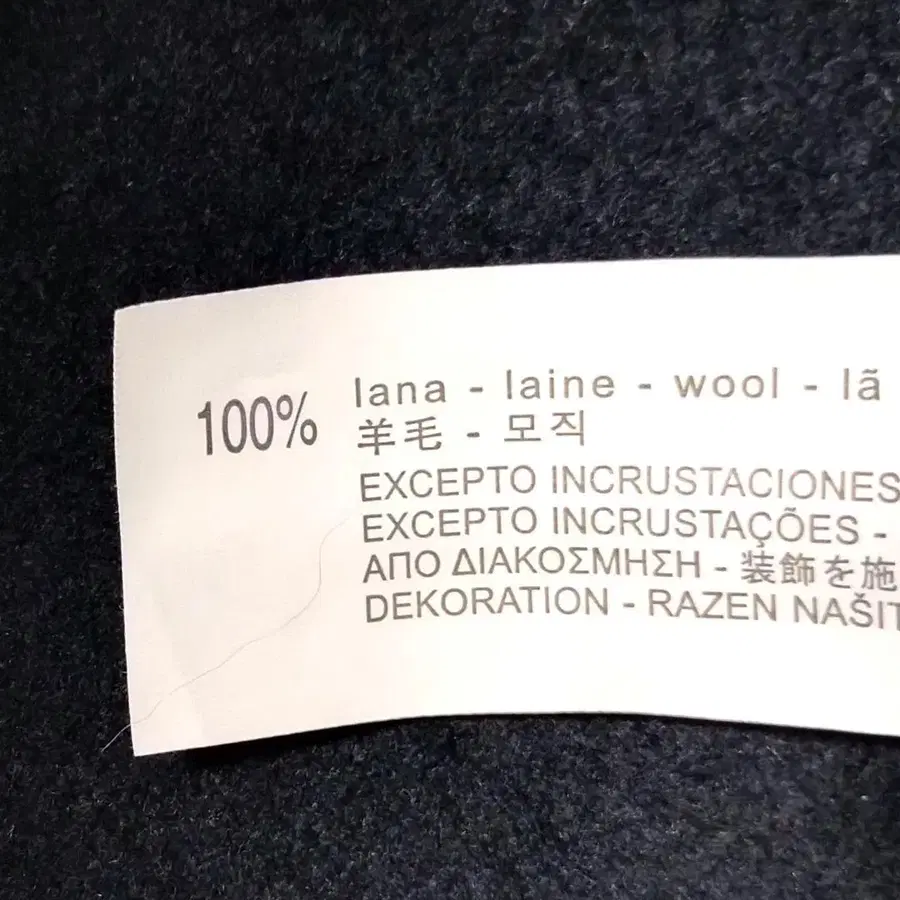 100% lana - laine - wool - lã
羊毛 - 모직
EXCEPTO INCRUSTACIONES
EXCEPTO INCRUSTAÇÕES -
ΑΠΟ ΔΙΑΚΟΣΜΗΣΗ - 装飾を施
DEKORATION - RAZEN NAŠIT